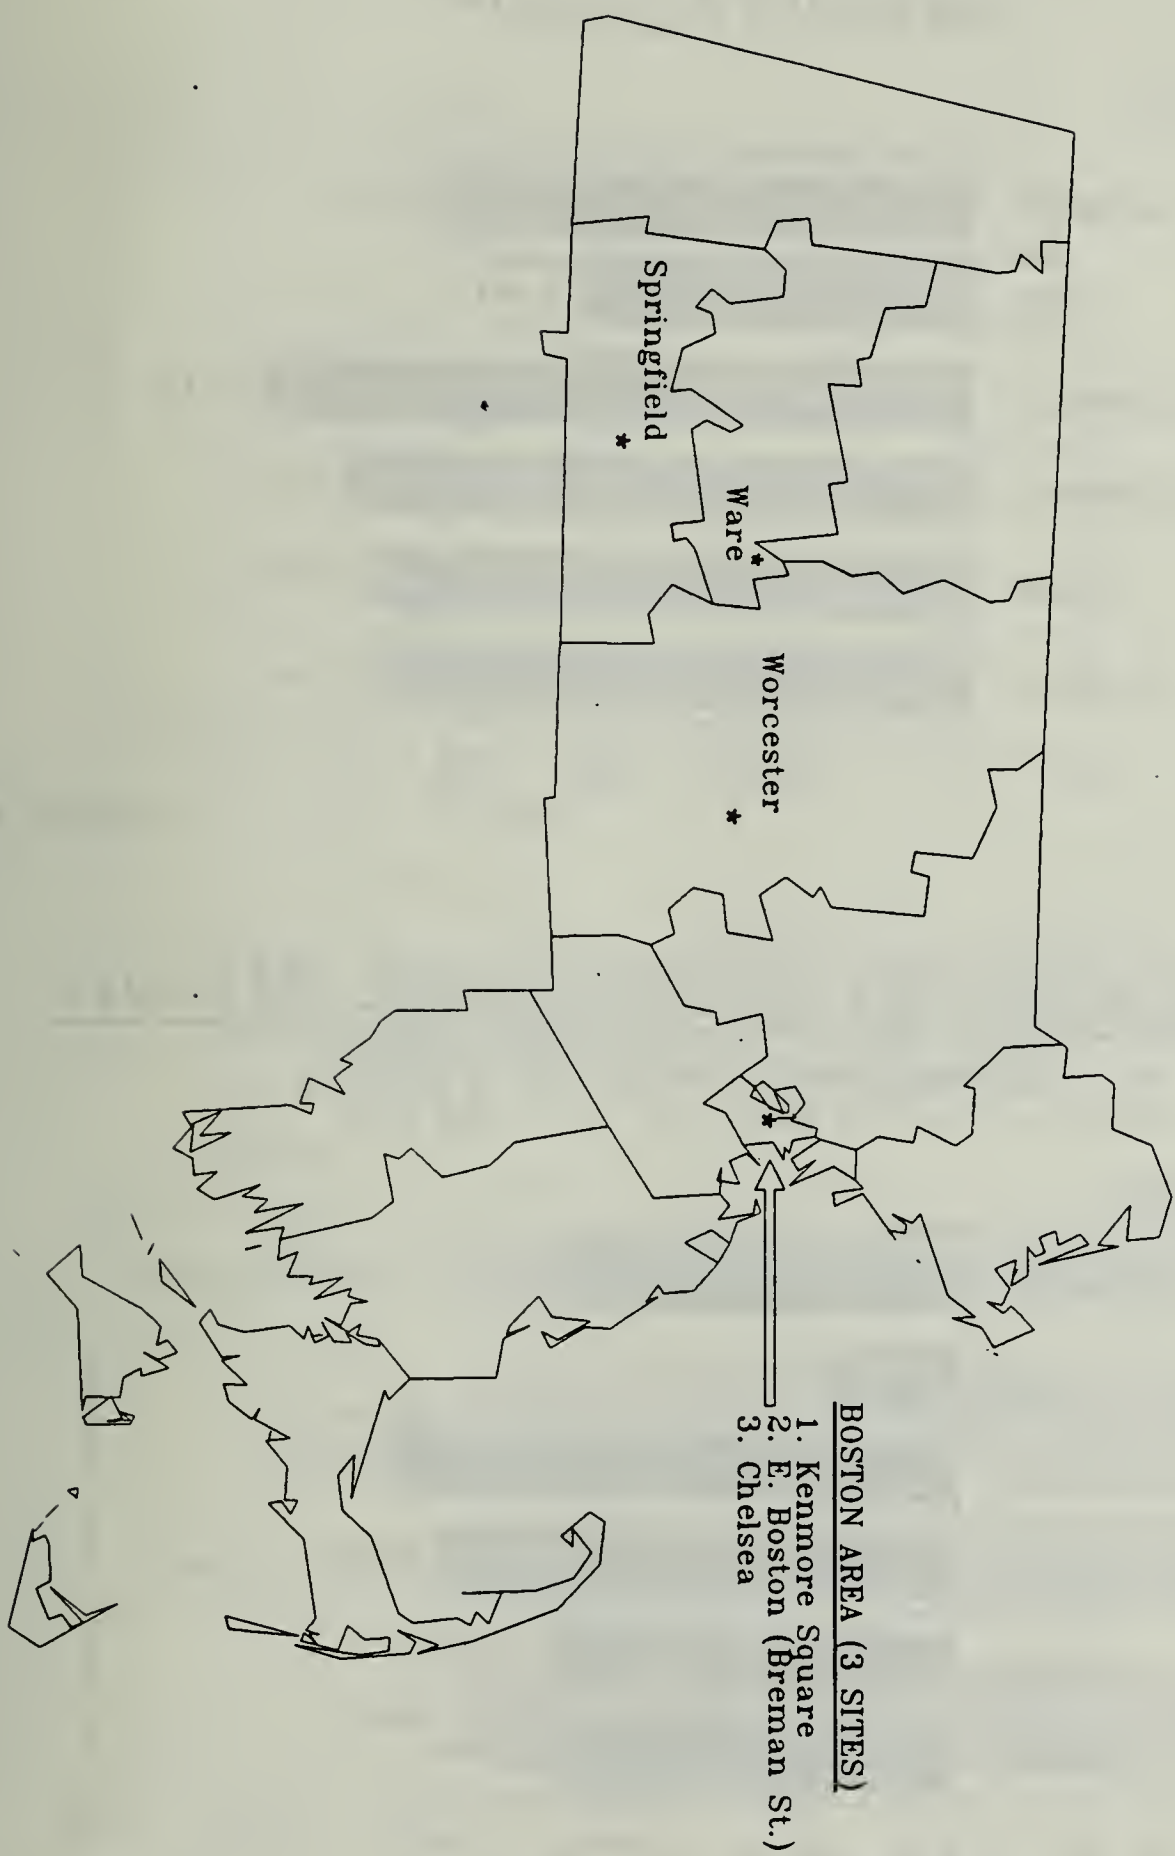 BOSTON AREA (3 SITES)
1. Kenmore Square
2. E. Boston (Breman St.)
3. Chelsea
Worcester
Ware
Springfield